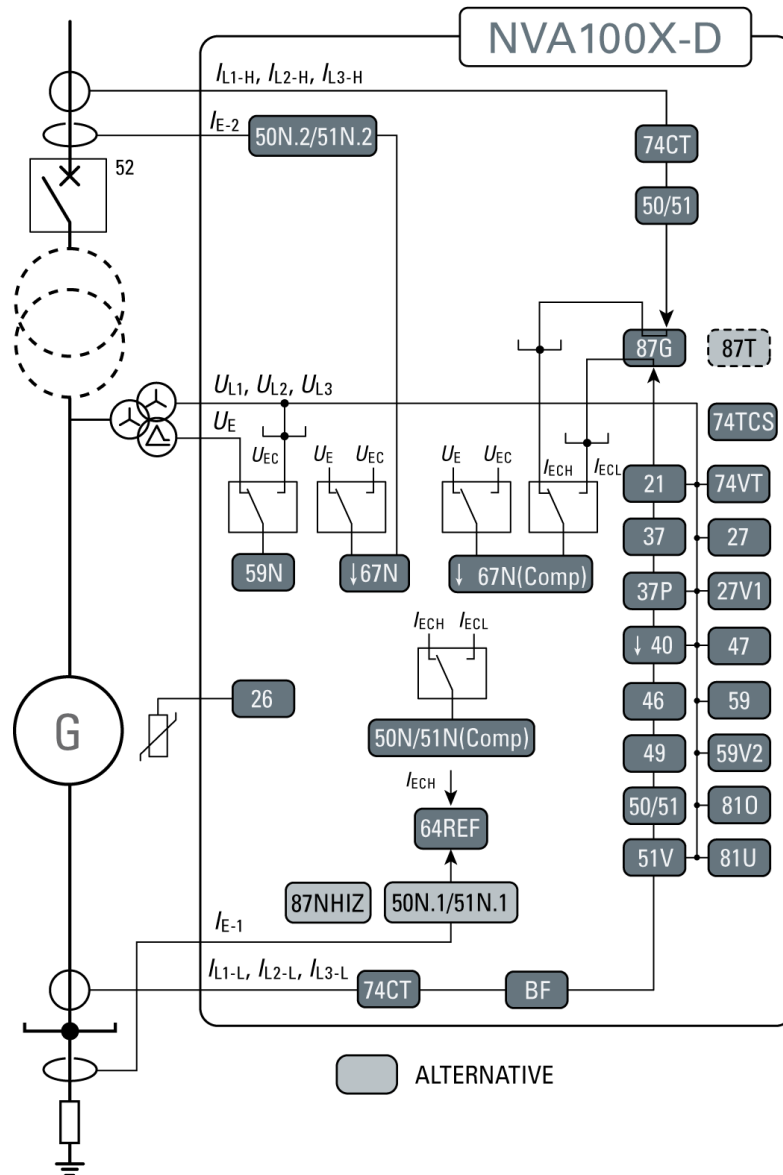 NVA100X-D
IL1-H, IL2-H, IL3-H
IE-2
50N.2/51N.2
74CT
52
50/51
87G
87T
UL1, UL2, UL3
UE
74TCS
UEC
UE
UEC
UE
UEC
IECH
IECL
21
74VT
37
27
59N
↓67N
↓ 67N(Comp)
37P
27V1
IECH
IECL
↓ 40
47
26
46
59
G
50N/51N(Comp)
49
59V2
IECH
50/51
81O
64REF
51V
81U
87NHIZ
50N.1/51N.1
IE-1
IL1-L, IL2-L, IL3-L
74CT
BF
ALTERNATIVE